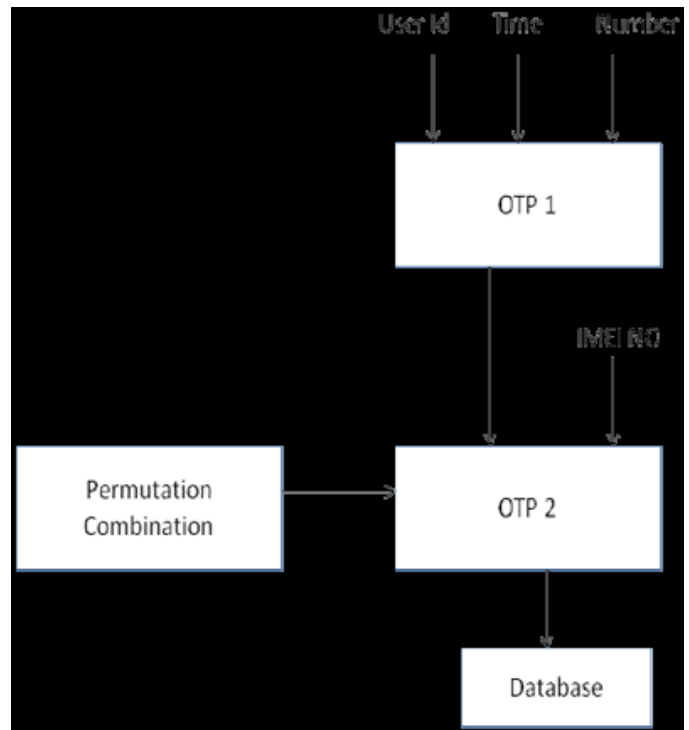 User Id Time Number
OTP 1
IMEI NO
Permutation
Combination
OTP 2
Database